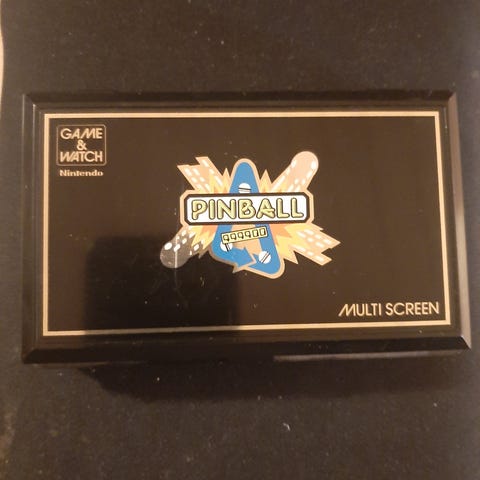 GAME
&
WATCH
Nintendo
PINBALL
MULTI SCREEN